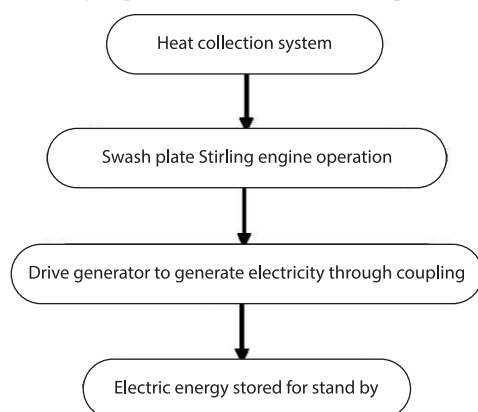 Heat collection system
Swash plate Stirling engine operation
Drive generator to generate electricity through coupling
Electric energy stored for stand by